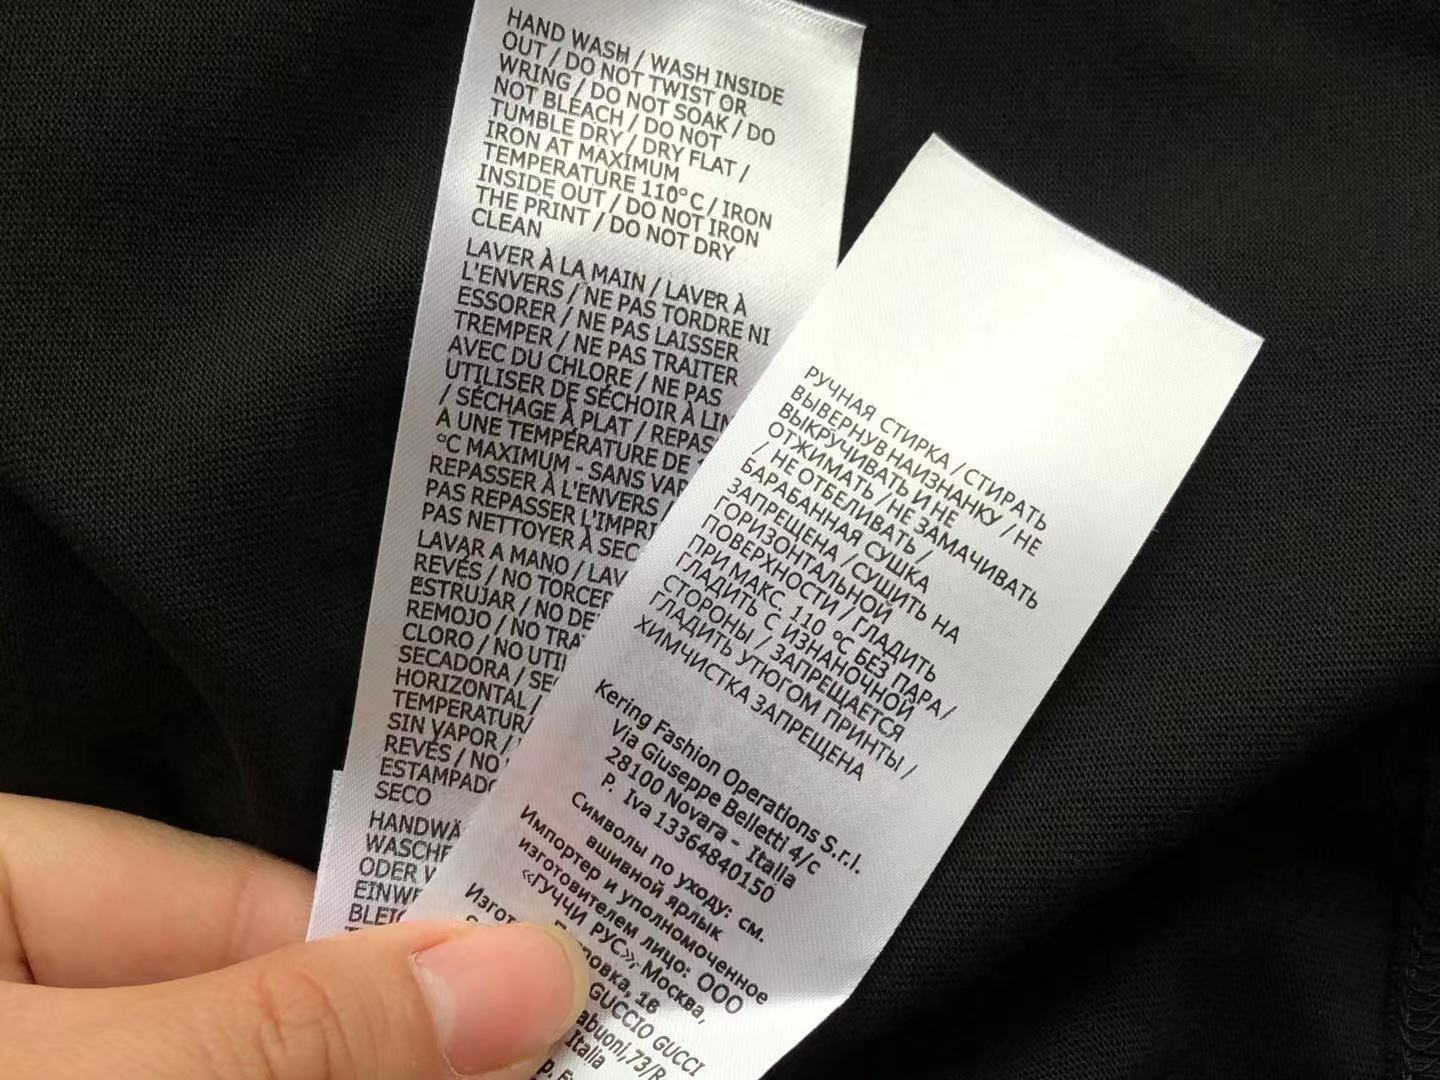 HAND WASH / WASH INSIDE
OUT / DO NOT TWIST OR
WRING / DO NOT SOAK / DO
NOT BLEACH / DO NOT
TUMBLE DRY / DRY FLAT /
IRON AT MAXIMUM
TEMPERATURE 110°C / IRON
INSIDE OUT / DO NOT IRON
THE PRINT / DO NOT DRY
CLEAN
LAVER À LA MAIN / LAVER À
L'ENVERS / NE PAS TORDRE NI
ESSORER / NE PAS LAISSER
TREMPER / NE PAS TRAITER
AVEC DU CHLORE / NE PAS
UTILISER DE SÉCHOIR À
/ SÉCHAGE À PLAT /
À UNE TEMPÉRATURE DE
°C MAXIMUM - SANS
REPASSER À L'ENVERS
PAS REPASSER
PAS NETTOYER À
LAVAR A MANO /
REVÉS / NO
ESTRUJAR / NO
REMOJO / NO
CLORO / NO
SECADORA /
HORIZONTAL /
SIN VAPOR /
REVÉS / NO
SECO
ODER
РУЧНАЯ СТИРКА / СТИРАТЬ
ВЫВЕРНУВ НАИЗНАНКУ / НЕ
ВЫКРУЧИВАТЬ И НЕ
ОТЖИМАТЬ / НЕ ЗАМАЧИВАТЬ
/ НЕ ОТБЕЛИВАТЬ /
БАРАБАННАЯ СУШКА
ЗАПРЕЩЕНА / СУШИТЬ НА
ГОРИЗОНТАЛЬНОЙ
ПОВЕРХНОСТИ / ГЛАДИТЬ
ПРИ МАКС. 110 °C БЕЗ ПАРА /
ГЛАДИТЬ С ИЗНАНОЧНОЙ
СТОРОНЫ / ЗАПРЕЩАЕТСЯ
ГЛАДИТЬ УТЮГОМ ПРИНТЫ /
ХИМЧИСТКА ЗАПРЕЩЕНА
Kering Fashion Operations S.r.l.
Via Giuseppe Belletti 4/c
28100 Novara - Italia
P. Iva 13364840150
Символы по уходу: см.
вшивной ярлык
Импортер и уполномоченное
изготовителем лицо: ООО
«ГУЧЧИ РУС», Москва,
16
GUCCIO GUCCI
73/R
Italia